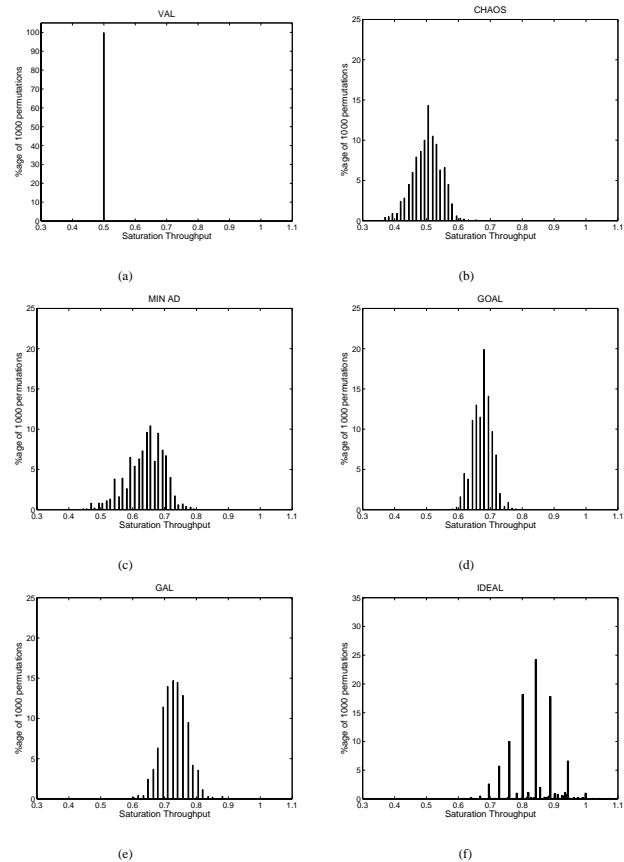 VAL
%age of 1000 permutations
100
90
80
70
60
50
40
30
20
10
0
0.3 0.4 0.5 0.6 0.7 0.8 0.9 1 1.1
Saturation Throughput
(a)
CHAOS
%age of 1000 permutations
25
20
15
10
5
0
0.3 0.4 0.5 0.6 0.7 0.8 0.9 1 1.1
Saturation Throughput
(b)
MIN AD
%age of 1000 permutations
25
20
15
10
5
0
0.3 0.4 0.5 0.6 0.7 0.8 0.9 1 1.1
Saturation Throughput
(c)
GOAL
%age of 1000 permutations
25
20
15
10
5
0
0.3 0.4 0.5 0.6 0.7 0.8 0.9 1 1.1
Saturation Throughput
(d)
GAL
%age of 1000 permutations
25
20
15
10
5
0
0.3 0.4 0.5 0.6 0.7 0.8 0.9 1 1.1
Saturation Throughput
(e)
IDEAL
%age of 1000 permutations
35
30
25
20
15
10
5
0
0.3 0.4 0.5 0.6 0.7 0.8 0.9 1 1.1
Saturation Throughput
(f)